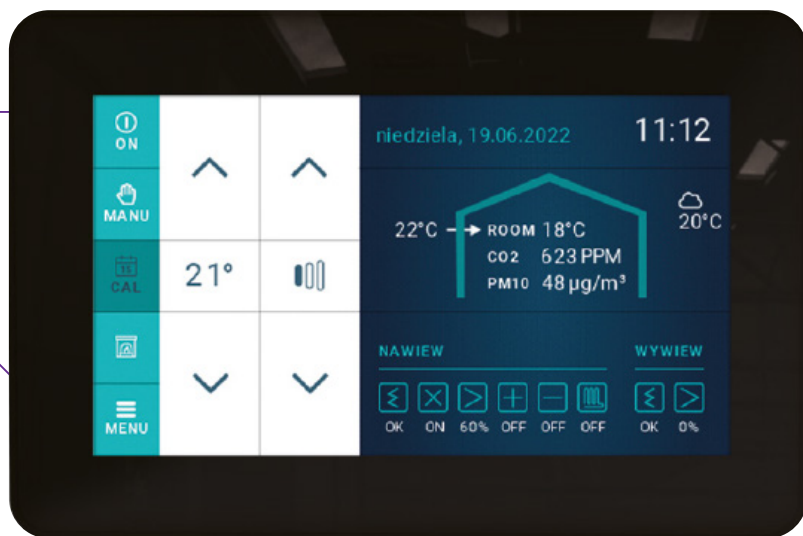 ON
MANU
15
CAL
MENU
21°
niedziela, 19.06.2022
11:12
22°C
ROOM 18°C
CO2 623 PPM
PM10 48 µg/m³
20°C
NAWIEW
OK ON 60% OFF OFF OFF
WYWIEW
OK 0%